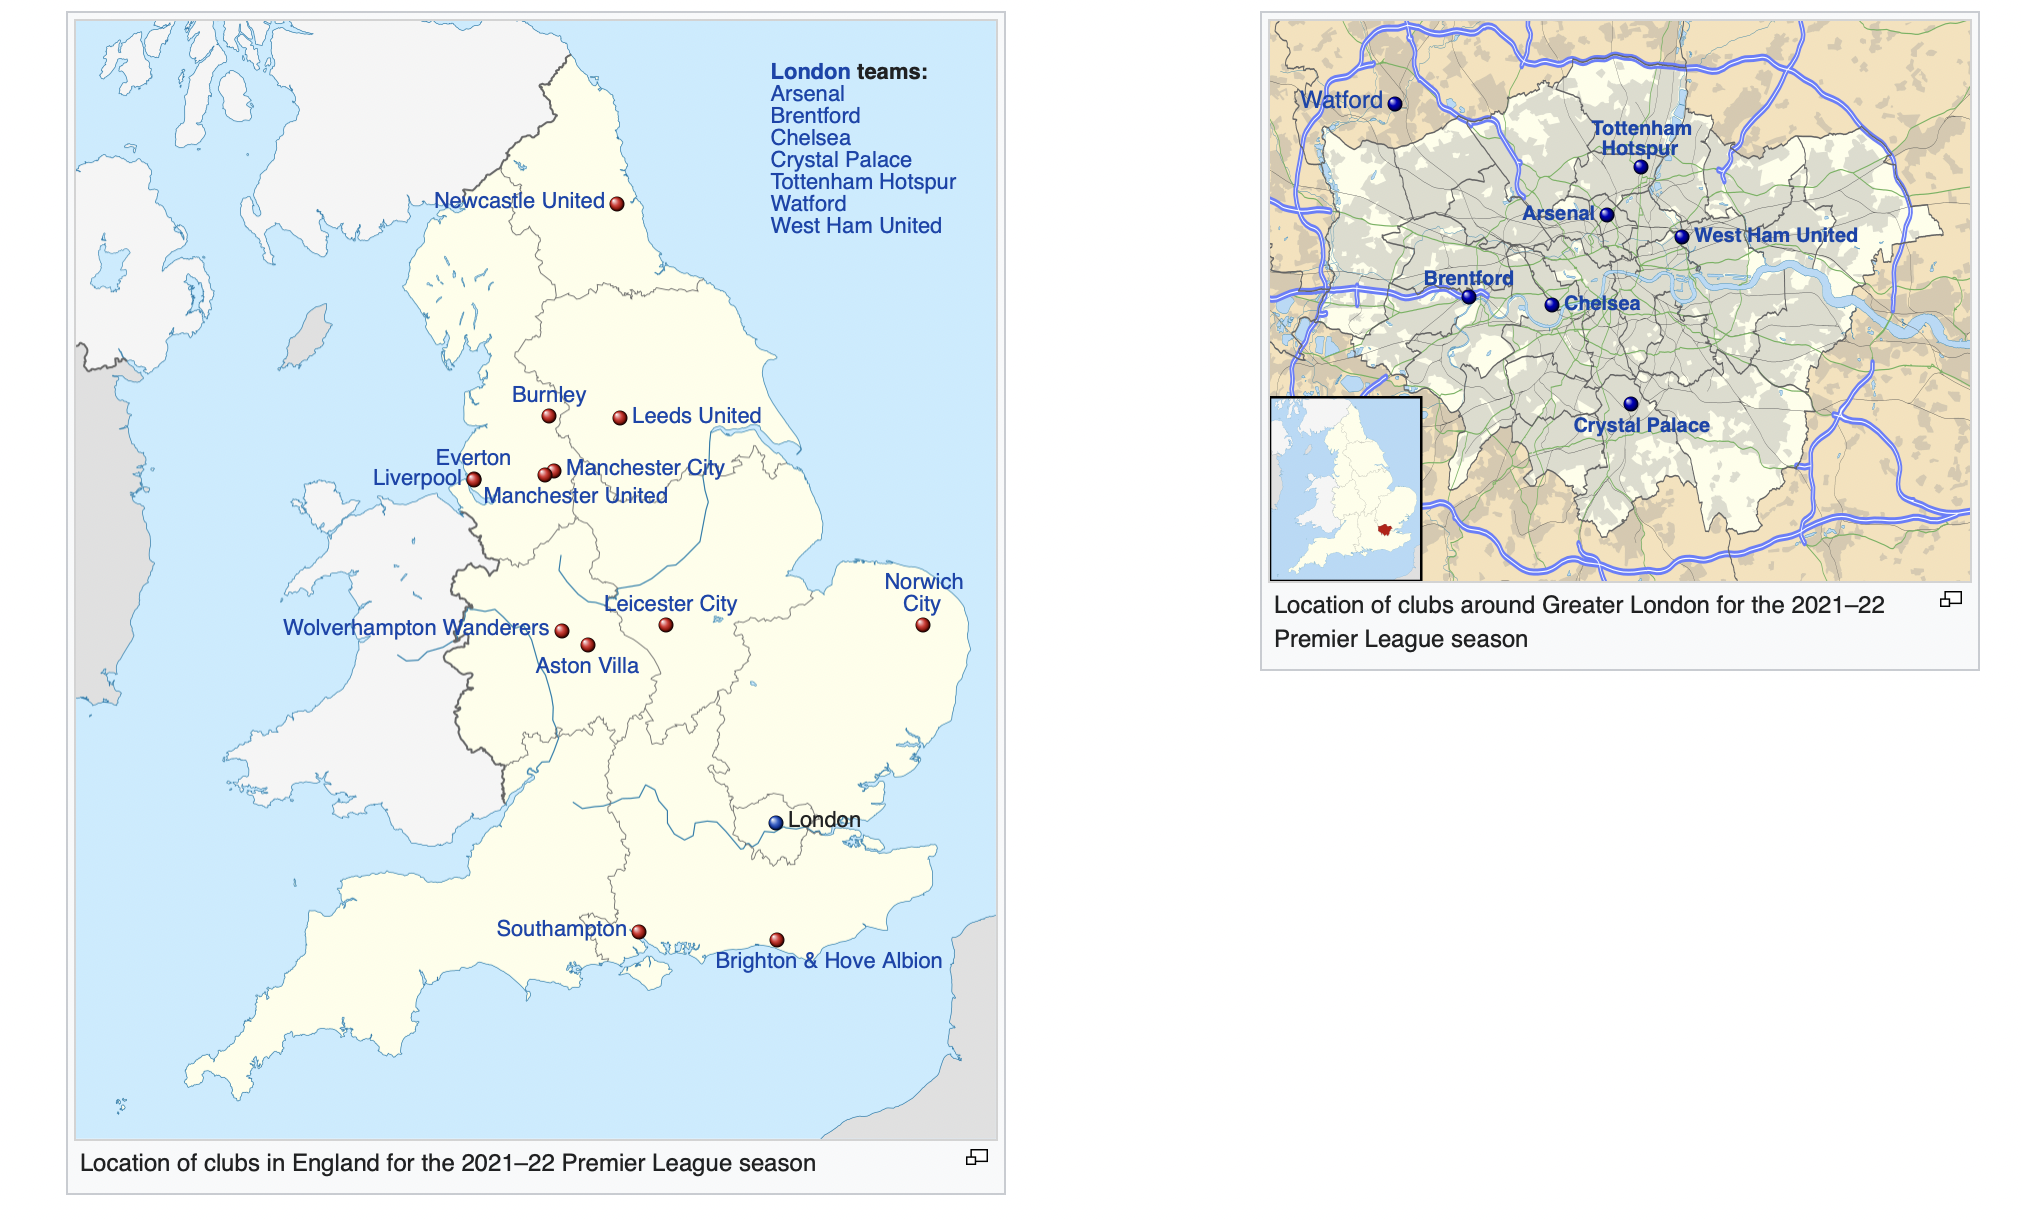 London teams:
Arsenal
Brentford
Chelsea
Crystal Palace
Tottenham Hotspur
Watford
West Ham United
Newcastle United
Burnley
Leeds United
Everton
Liverpool
Manchester City
Manchester United
Norwich
City
Leicester City
Wolverhampton Wanderers
Aston Villa
London
Southampton
Brighton & Hove Albion
Location of clubs in England for the 2021–22 Premier League season
Watford
Tottenham
Hotspur
Arsenal
West Ham United
Brentford
Chelsea
Crystal Palace
Location of clubs around Greater London for the 2021–22
Premier League season